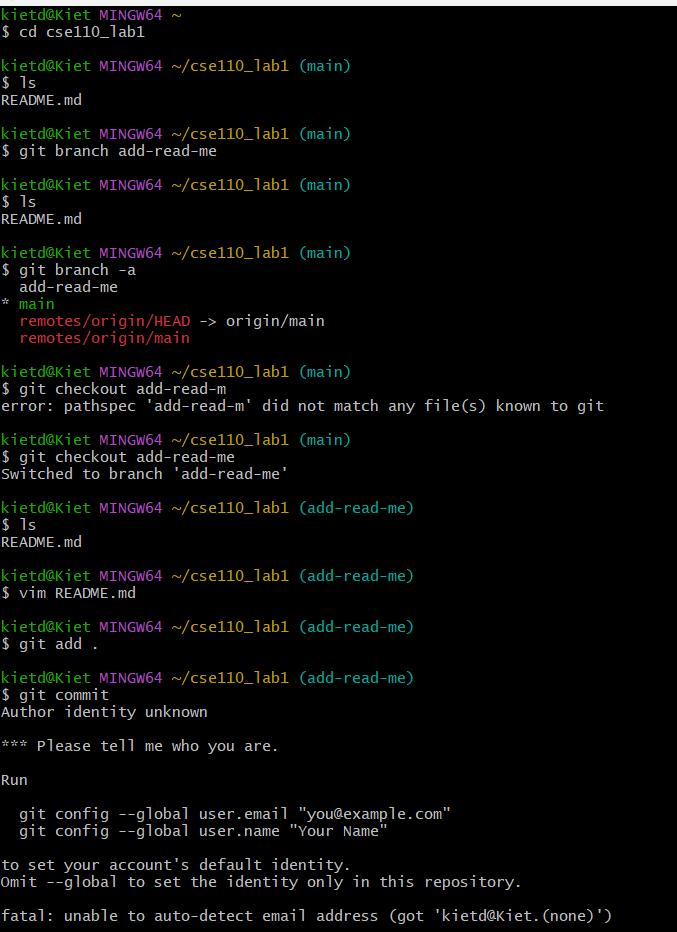 kietd@Kiet MINGW64 ~
$ cd cse110_lab1
kietd@Kiet MINGW64 ~/cse110_lab1 (main)
$ ls
README.md
kietd@Kiet MINGW64 ~/cse110_lab1 (main)
$ git branch add-read-me
kietd@Kiet MINGW64 ~/cse110_lab1 (main)
$ ls
README.md
kietd@Kiet MINGW64 ~/cse110_lab1 (main)
$ git branch -a
  add-read-me
* main
  remotes/origin/HEAD -> origin/main
  remotes/origin/main
kietd@Kiet MINGW64 ~/cse110_lab1 (main)
$ git checkout add-read-m
error: pathspec 'add-read-m' did not match any file(s) known to git
kietd@Kiet MINGW64 ~/cse110_lab1 (main)
$ git checkout add-read-me
Switched to branch 'add-read-me'
kietd@Kiet MINGW64 ~/cse110_lab1 (add-read-me)
$ ls
README.md
kietd@Kiet MINGW64 ~/cse110_lab1 (add-read-me)
$ vim README.md
kietd@Kiet MINGW64 ~/cse110_lab1 (add-read-me)
$ git add .
kietd@Kiet MINGW64 ~/cse110_lab1 (add-read-me)
$ git commit
Author identity unknown
*** Please tell me who you are.
Run
  git config --global user.email "you@example.com"
  git config --global user.name "Your Name"
to set your account's default identity.
Omit --global to set the identity only in this repository.
fatal: unable to auto-detect email address (got 'kietd@Kiet.(none)')